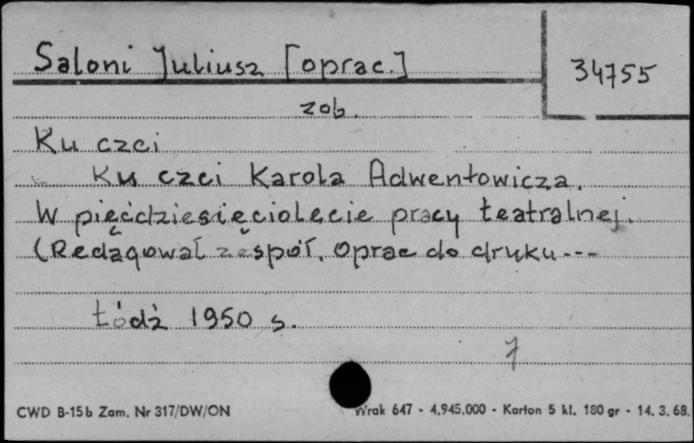 Saloni Juliusz [oprac.]
34755
zob.
Ku czci
Ku czci Karola Adwentowicza.
W pięćdziesięciolecie pracy teatralnej.
(Redagował zespół. Oprac do druku ---
Łódź 1950 s.
7
CWD B-15b Zam. Nr 317/DW/ON
Wrak 647 - 4.945.000 - Karton 5 kl. 180 gr - 14. 3. 68.